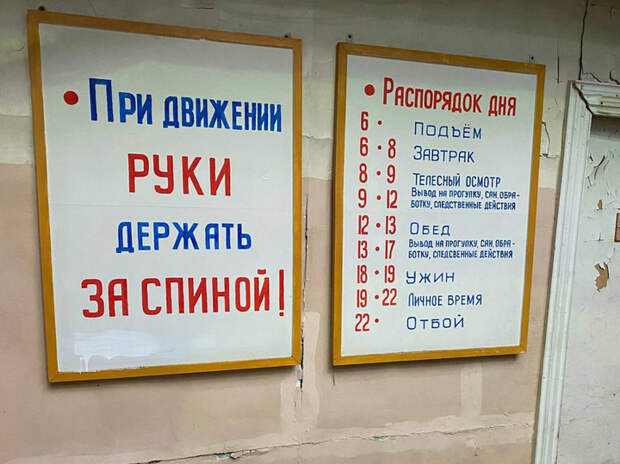 • При движении
руки
держать
за спиной!
• Распорядок дня
6 • Подъём
6 • 8 Завтрак
8 • 9 Телесный осмотр
9 • 12 Вывод на прогулку, сан. обра-
ботку, следственные действия
12 • 13 Обед
13 • 17 Вывод на прогулку, сан. обра-
ботку, следсвенные действия
18 • 19 Ужин
19 • 22 Личное время
22 • Отбой